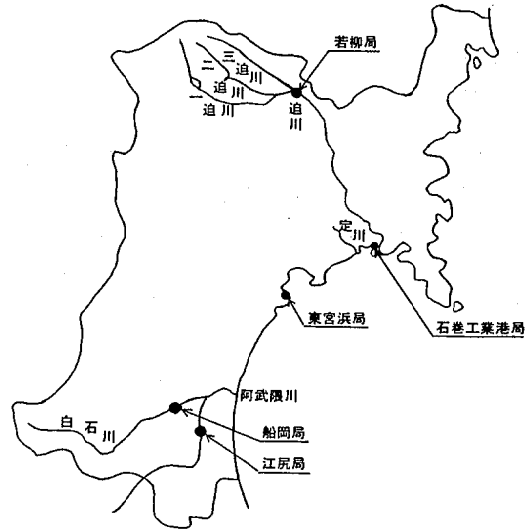 若柳局
三迫川
二迫川
一迫川
迫川
定川
石巻工業港局
東宮浜局
阿武隈川
白石川
船岡局
江尻局